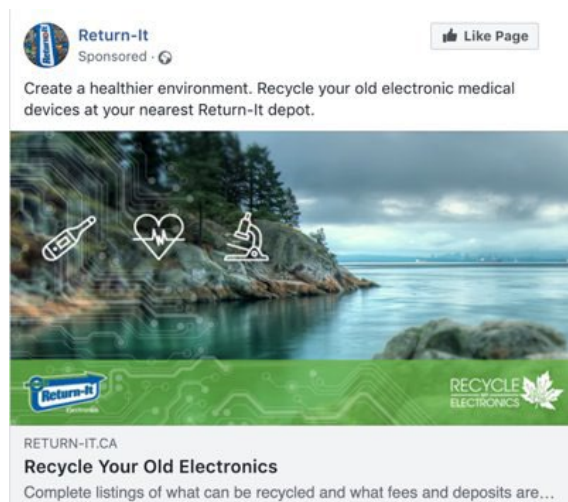 Return-It
Sponsored ·
Like Page
Create a healthier environment. Recycle your old electronic medical
devices at your nearest Return-It depot.
Return-It
Electronics
RECYCLE
MY
ELECTRONICS
RETURN-IT.CA
Recycle Your Old Electronics
Complete listings of what can be recycled and what fees and deposits are...